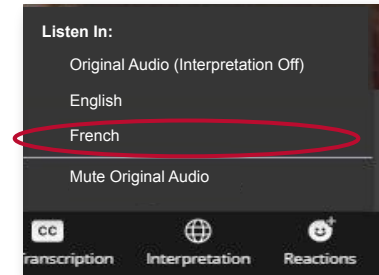 Listen In:
Original Audio (Interpretation Off)
English
French
Mute Original Audio
CC
ranscription Interpretation Reactions